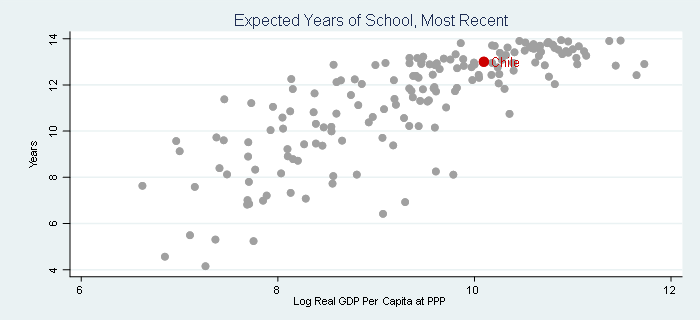 Expected Years of School, Most Recent
14
12
10
8
6
4
Years
Chile
6 8 10 12
Log Real GDP Per Capita at PPP